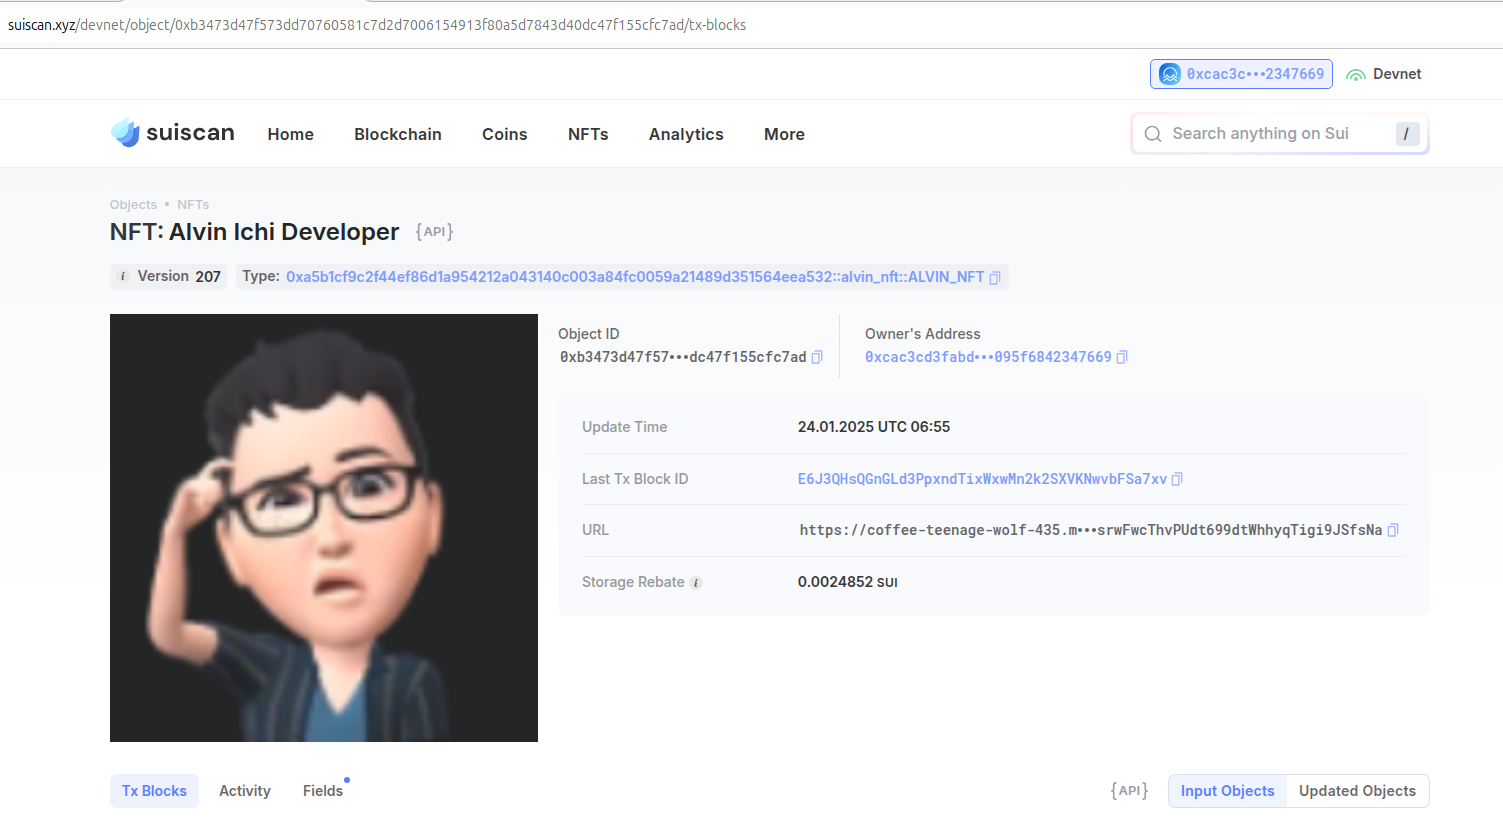 suiscan.xyz/devnet/object/0xb3473d47f573dd70760581c7d2d7006154913f80a5d7843d40dc47f155cfc7ad/tx-blocks
0xcac3c•••2347669 Devnet
suiscan Home Blockchain Coins NFTs Analytics More Search anything on Sui /
Objects • NFTs
NFT: Alvin Ichi Developer {API}
i Version 207 Type: 0xa5b1cf9c2f44ef86d1a954212a043140c003a84fc0059a21489d351564eea532::alvin_nft::ALVIN_NFT
Object ID Owner's Address
0xb3473d47f57•••dc47f155cfc7ad 0xcac3cd3fabd•••095f6842347669
Update Time 24.01.2025 UTC 06:55
Last Tx Block ID E6J3QHsQGnGLd3PpxndTixWxwMn2k2SXVKNwvbFSa7xv
URL https://coffee-teenage-wolf-435.m•••srwFwcThvPUdt699dtWhhyqTigi9JSfsNa
Storage Rebate i 0.0024852 SUI
Tx Blocks Activity Fields {API} Input Objects Updated Objects